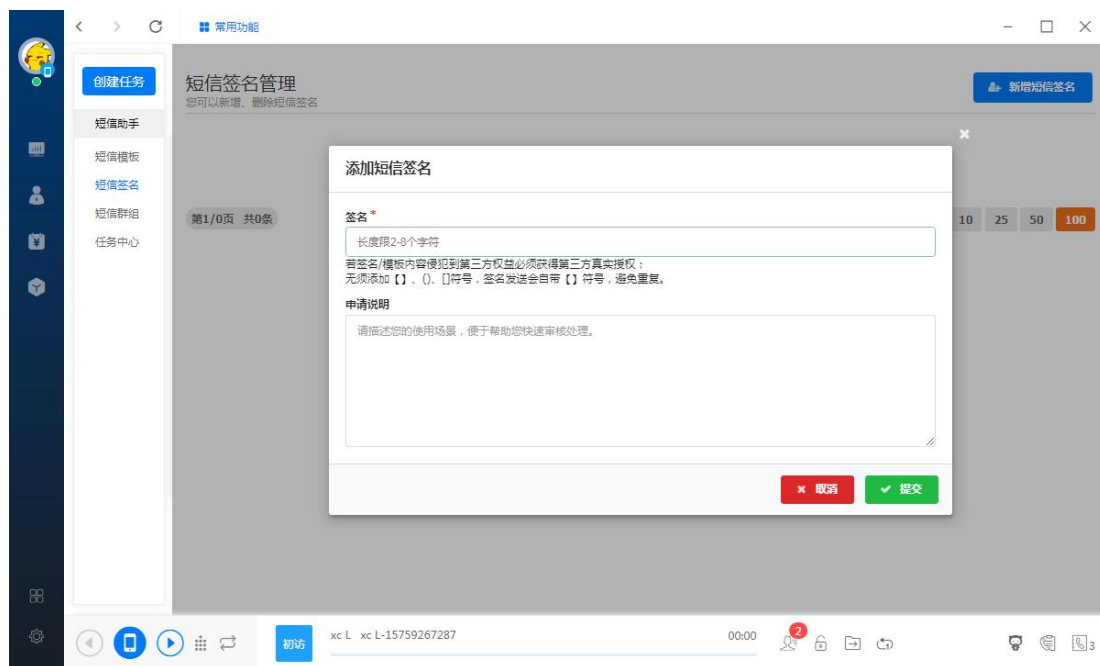 常用功能
创建任务
短信助手
短信模板
短信签名
短信群组
任务中心
短信签名管理
您可以新增、删除短信签名
新增短信签名
第1/0页 共0条
10 25 50 100
添加短信签名
签名*
长度限2-8个字符
若签名/模板内容侵犯到第三方权益必须获得第三方真实授权；
无须添加【】、()、[]符号，签名发送会自带【】符号，避免重复。
申请说明
请描述您的使用场景，便于帮助您快速审核处理。
取消
提交
初访
xc L xc L-15759267287
00:00
2
3